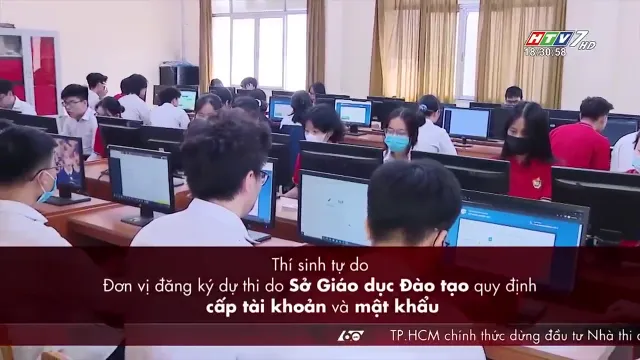 HTV7 HD
18:30:58
Thí sinh tự do
Đơn vị đăng ký dự thi do Sở Giáo dục Đào tạo quy định
cấp tài khoản và mật khẩu
TP.HCM chính thức dừng đầu tư Nhà thi